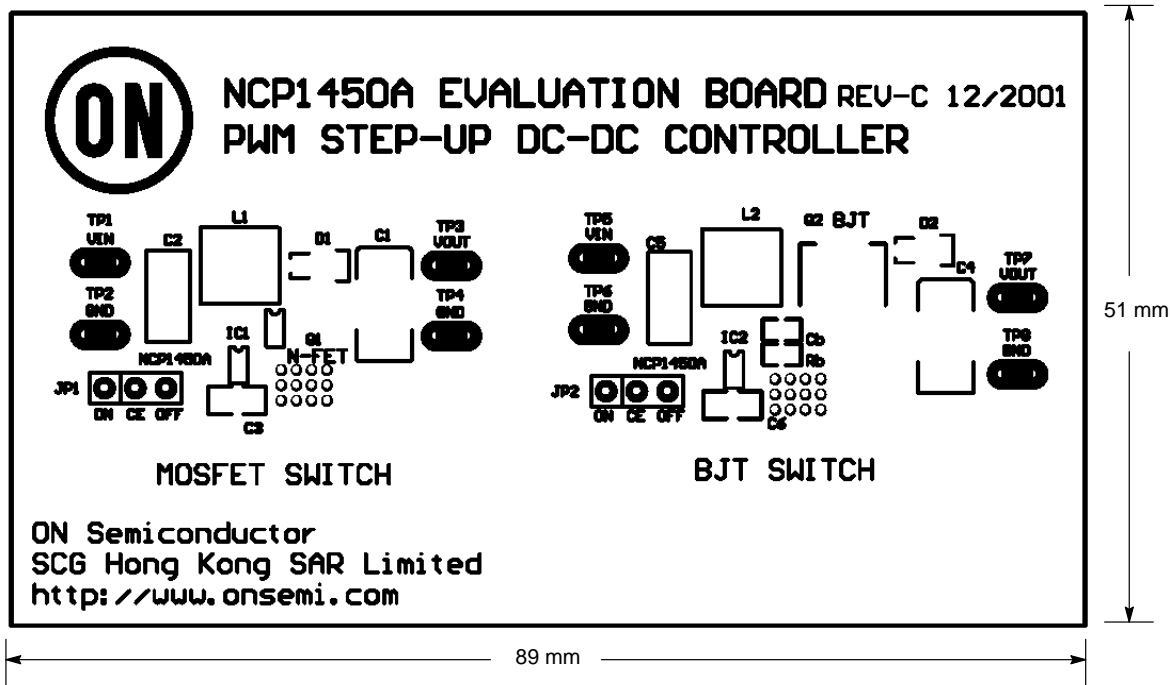 ON
NCP1450A EVALUATION BOARD REV-C 12/2001
PWM STEP-UP DC-DC CONTROLLER
TP1
VIN
C2
L1
D1
C1
TP3
VOUT
TP2
GND
TP4
GND
IC1
Q1
N-FET
NCP1450A
JP1
ON CE OFF
C3
MOSFET SWITCH
TP5
VIN
C5
L2
Q2 BJT
D2
C4
TP7
VOUT
TP6
GND
TP8
GND
IC2
Cb
Rb
NCP1450A
JP2
ON CE OFF
C6
BJT SWITCH
ON Semiconductor
SCG Hong Kong SAR Limited
http://www.onsemi.com
51 mm
89 mm